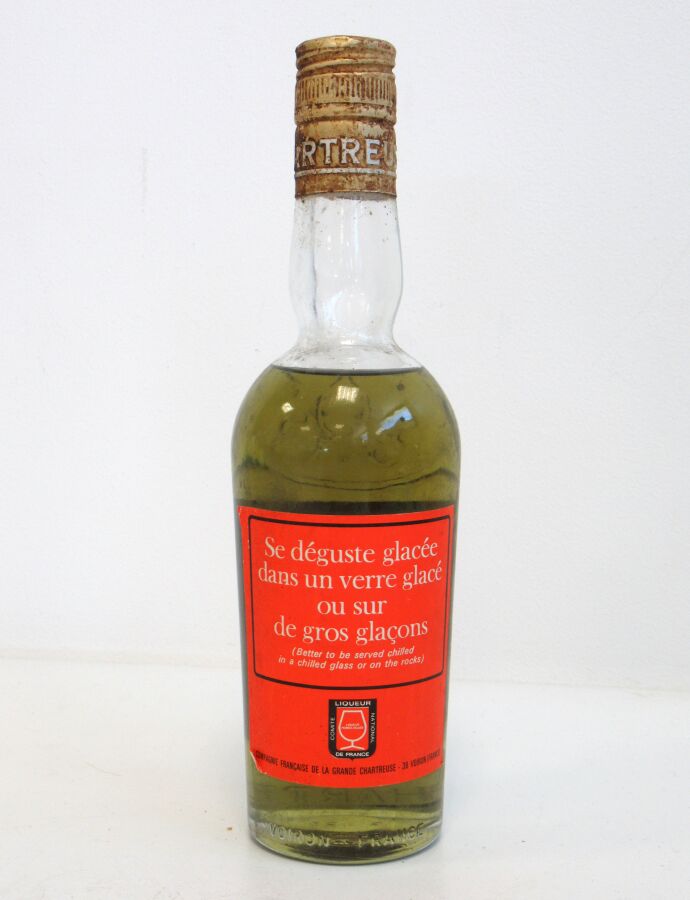 ARTREUS
Se déguste glacée
dans un verre glacé
ou sur
de gros glaçons
(Better to be served chilled
in a chilled glass or on the rocks)
LIQUEUR
COMITÉ
NATIONAL
DE FRANCE
COMPAGNIE FRANÇAISE DE LA GRANDE CHARTREUSE - 38 VOIRON FRANCE
VOIRON - FRANCE